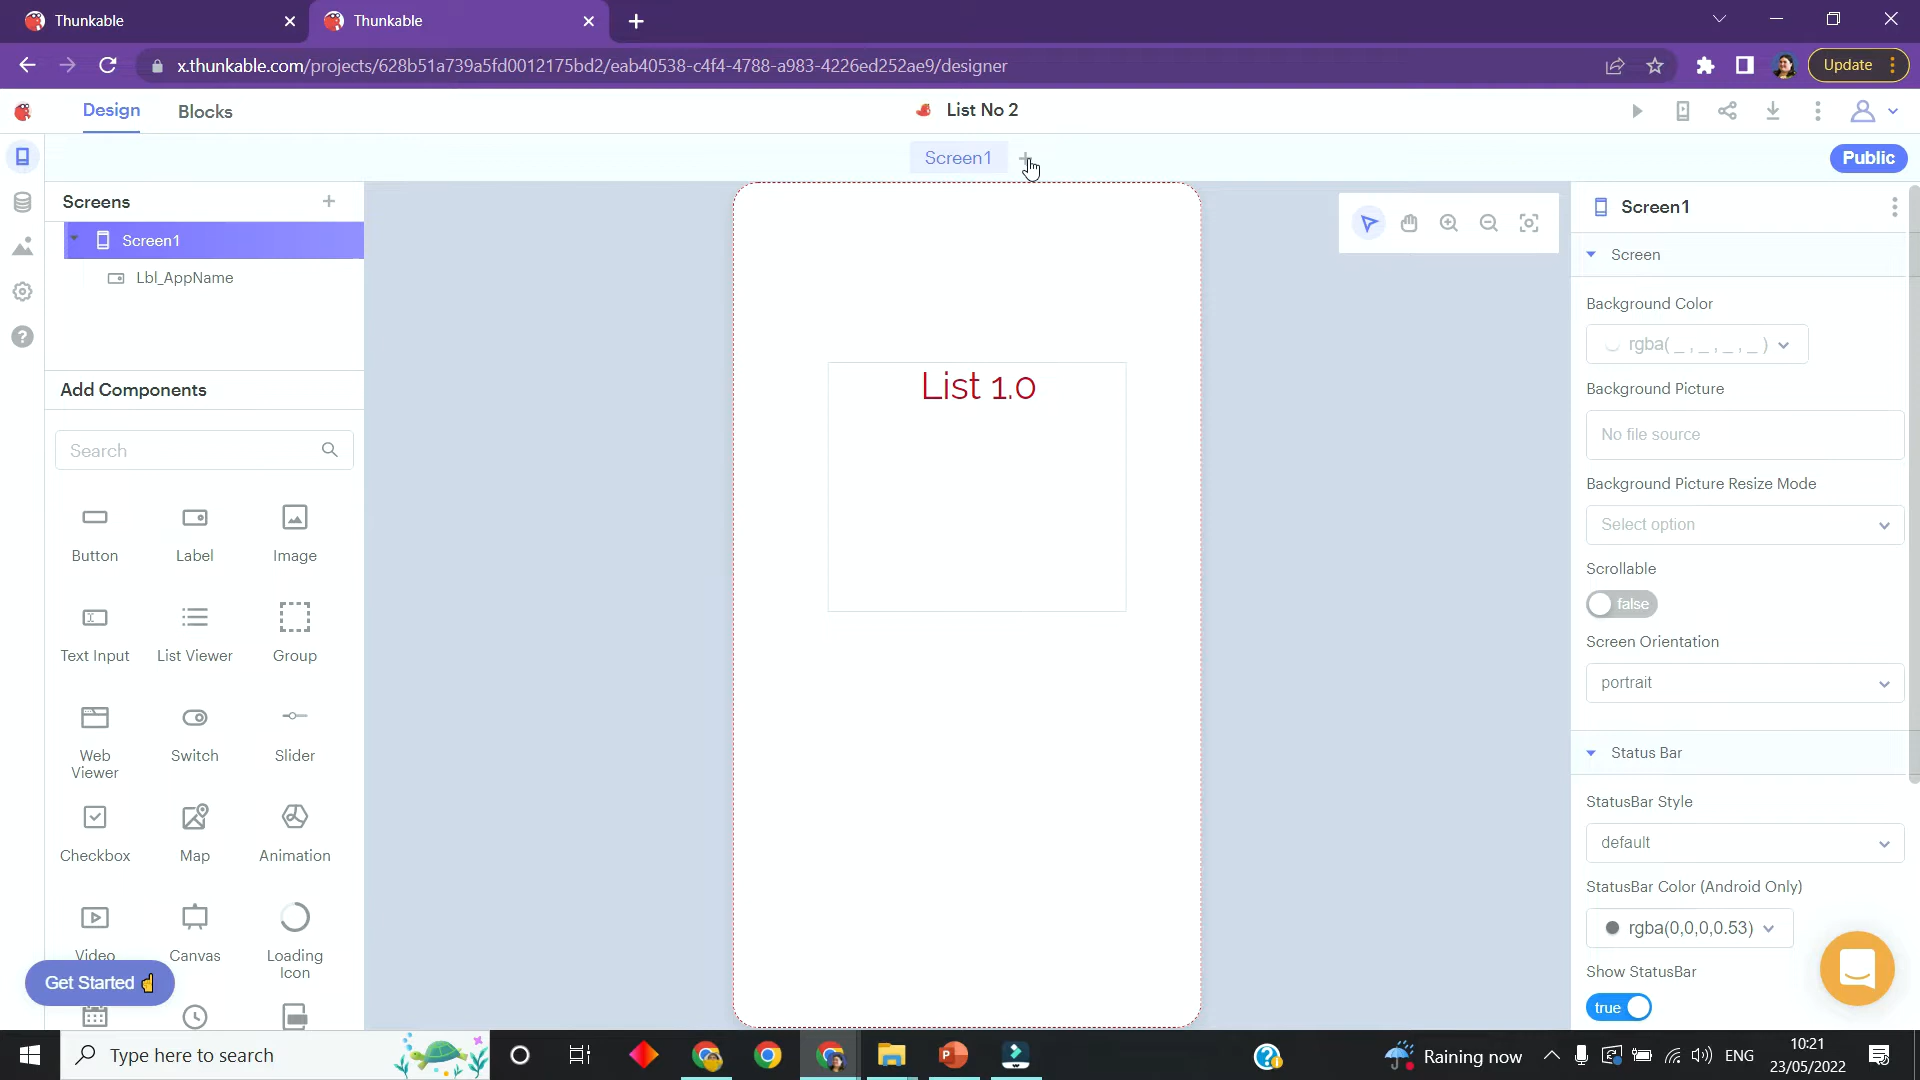 Thunkable
Thunkable
x.thunkable.com/projects/628b51a739a5fd0012175bd2/eab40538-c4f4-4788-a983-4226ed252ae9/designer
Update
Design
Blocks
List No 2
Screen1
Public
Screens
Screen1
Lbl_AppName
Add Components
Search
Button
Label
Image
Text Input
List Viewer
Group
Web
Viewer
Switch
Slider
Checkbox
Map
Animation
Video
Canvas
Loading
Icon
Get Started
List 1.0
Screen1
Screen
Background Color
rgba( _ , _ , _ , _ )
Background Picture
No file source
Background Picture Resize Mode
Select option
Scrollable
false
Screen Orientation
portrait
Status Bar
StatusBar Style
default
StatusBar Color (Android Only)
rgba(0,0,0,0.53)
Show StatusBar
true
Type here to search
Raining now
ENG
10:21
23/05/2022